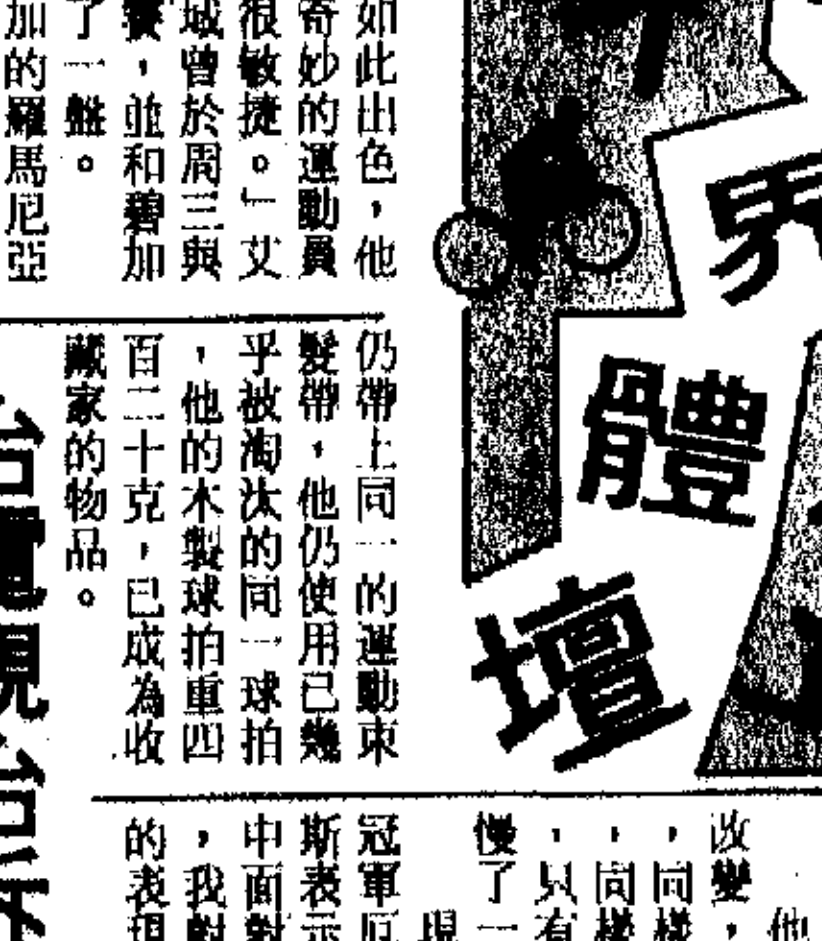 界
體
壇
如此出色，他
奇妙的運動員
很敏捷。」艾
域曾於周三與
，並和碧加
了一盤。
加的羅馬尼亞
仍帶上同一的運動束
髮帶，他仍使用已幾
乎被淘汰的同一球拍
，他的木製球拍重四
百二十克，已成為收
藏家的物品。
他
改變，
，同樣
，同樣
，只有
慢了一
現
冠軍厄
斯表示
中面對
，我對
的表現